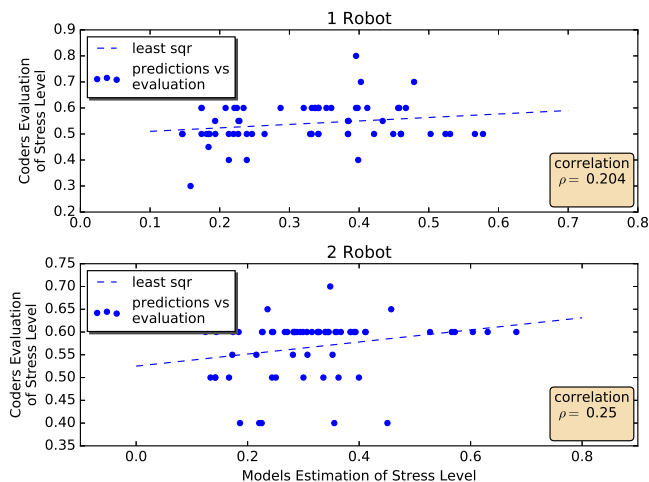 1 Robot
0.9
0.8
0.7
0.6
0.5
0.4
0.3
0.2
Coders Evaluation
of Stress Level
least sqr
predictions vs
evaluation
correlation
ρ = 0.204
0.0 0.1 0.2 0.3 0.4 0.5 0.6 0.7 0.8
2 Robot
0.75
0.70
0.65
0.60
0.55
0.50
0.45
0.40
0.35
Coders Evaluation
of Stress Level
least sqr
predictions vs
evaluation
correlation
ρ = 0.25
0.0 0.2 0.4 0.6 0.8
Models Estimation of Stress Level